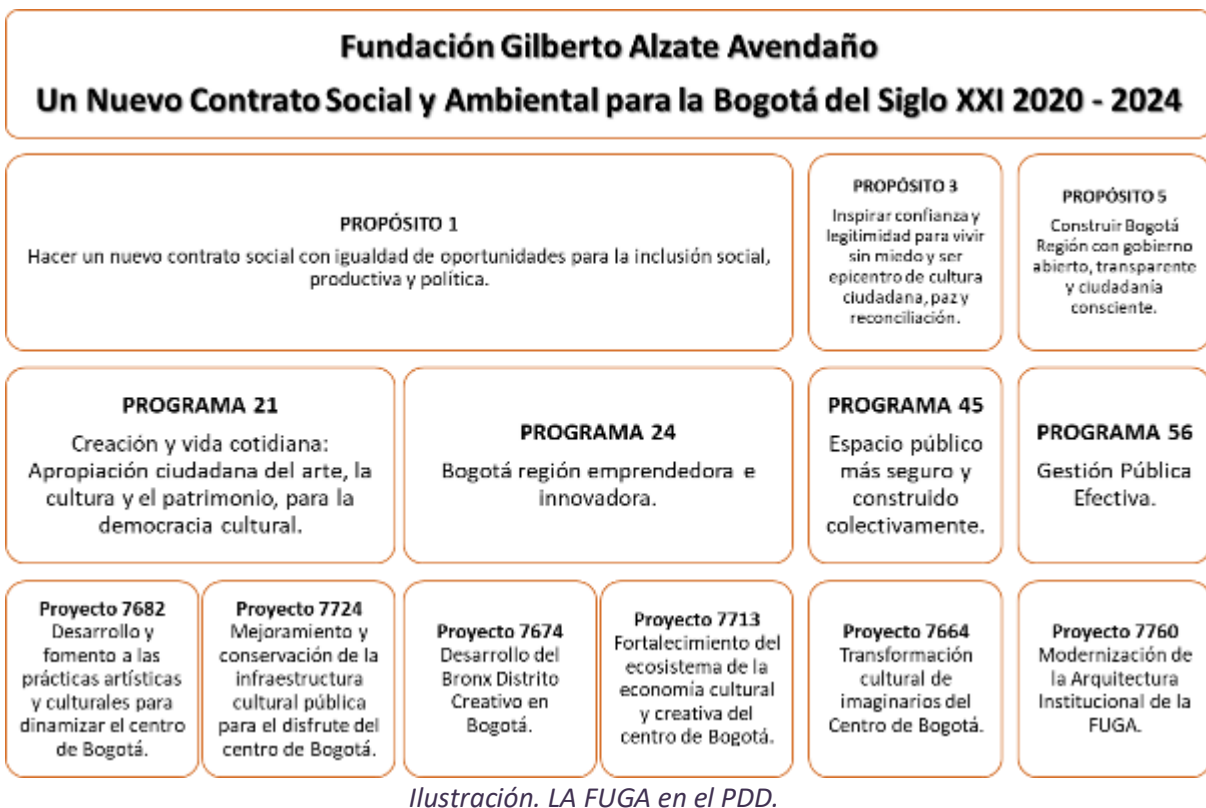 Fundación Gilberto Alzate Avendaño
Un Nuevo Contrato Social y Ambiental para la Bogotá del Siglo XXI 2020 - 2024
PROPÓSITO 1
Hacer un nuevo contrato social con igualdad de oportunidades para la inclusión social,
productiva y política.
PROPÓSITO 3
Inspirar confianza y
legitimidad para vivir
sin miedo y ser
epicentro de cultura
ciudadana, paz y
reconciliación.
PROPÓSITO 5
Construir Bogotá
Región con gobierno
abierto, transparente
y ciudadanía
consciente.
PROGRAMA 21
Creación y vida cotidiana:
Apropiación ciudadana del arte, la
cultura y el patrimonio, para la
democracia cultural.
PROGRAMA 24
Bogotá región emprendedora e
innovadora.
PROGRAMA 45
Espacio público
más seguro y
construido
colectivamente.
PROGRAMA 56
Gestión Pública
Efectiva.
Proyecto 7682
Desarrollo y
fomento a las
prácticas artísticas
y culturales para
dinamizar el centro
de Bogotá.
Proyecto 7724
Mejoramiento y
conservación de la
infraestructura
cultural pública
para el disfrute del
centro de Bogotá.
Proyecto 7674
Desarrollo del
Bronx Distrito
Creativo en
Bogotá.
Proyecto 7713
Fortalecimiento del
ecosistema de la
economía cultural
y creativa del
centro de Bogotá.
Proyecto 7664
Transformación
cultural de
imaginarios del
Centro de Bogotá.
Proyecto 7760
Modernización de
la Arquitectura
Institucional de la
FUGA.
Ilustración. LA FUGA en el PDD.